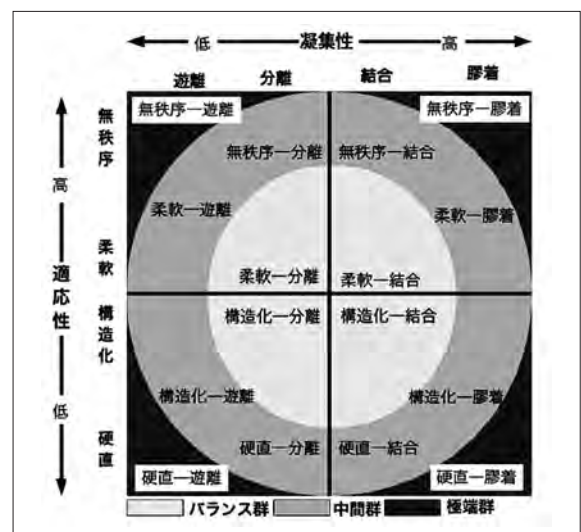 低 凝集性 高
遊離 分離 結合 膠着
無秩序
柔軟
構造化
硬直
高
適応性
低
無秩序ー遊離 無秩序ー膠着
無秩序ー分離 無秩序ー結合
柔軟ー遊離 柔軟ー膠着
柔軟ー分離 柔軟ー結合
構造化ー分離 構造化ー結合
構造化ー遊離 構造化ー膠着
硬直ー分離 硬直ー結合
硬直ー遊離 硬直ー膠着
バランス群 中間群 極端群